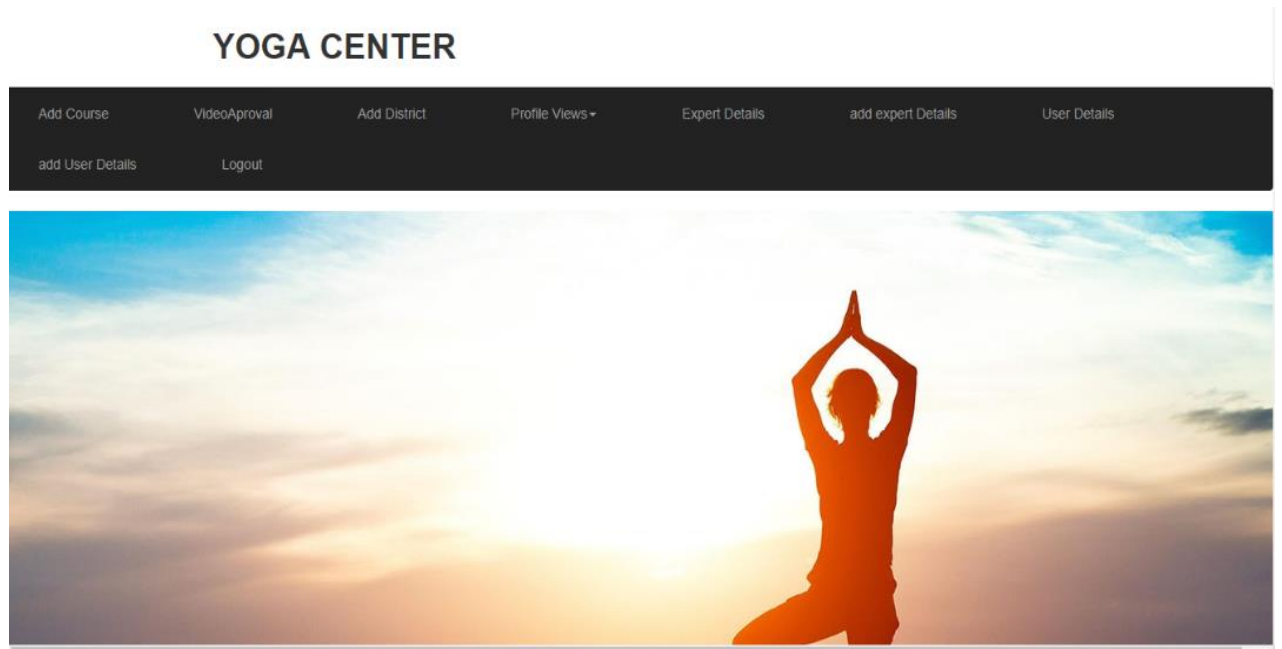 YOGA CENTER
Add Course VideoAproval Add District Profile Views Expert Details add expert Details User Details
add User Details Logout